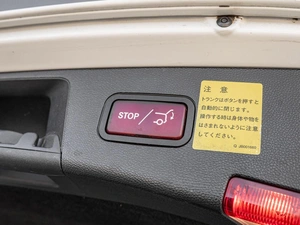 STOP /
注 意
トランクはボタンを押すと
自動的に閉じます。
操作する時は身体や物を
はさまれないように注意
してください。